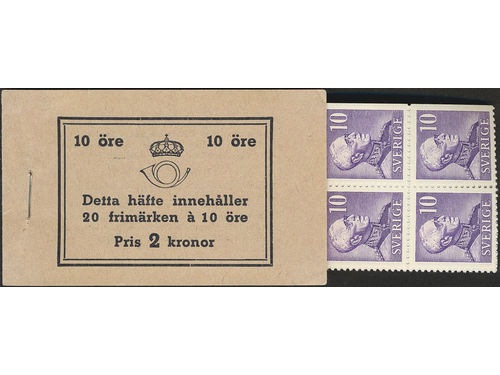 10 öre 10 öre
Detta häfte innehåller
20 frimärken à 10 öre
Pris 2 kronor
10 SVERIGE
10 SVERIGE
10 SVERIGE
10 SVERIGE